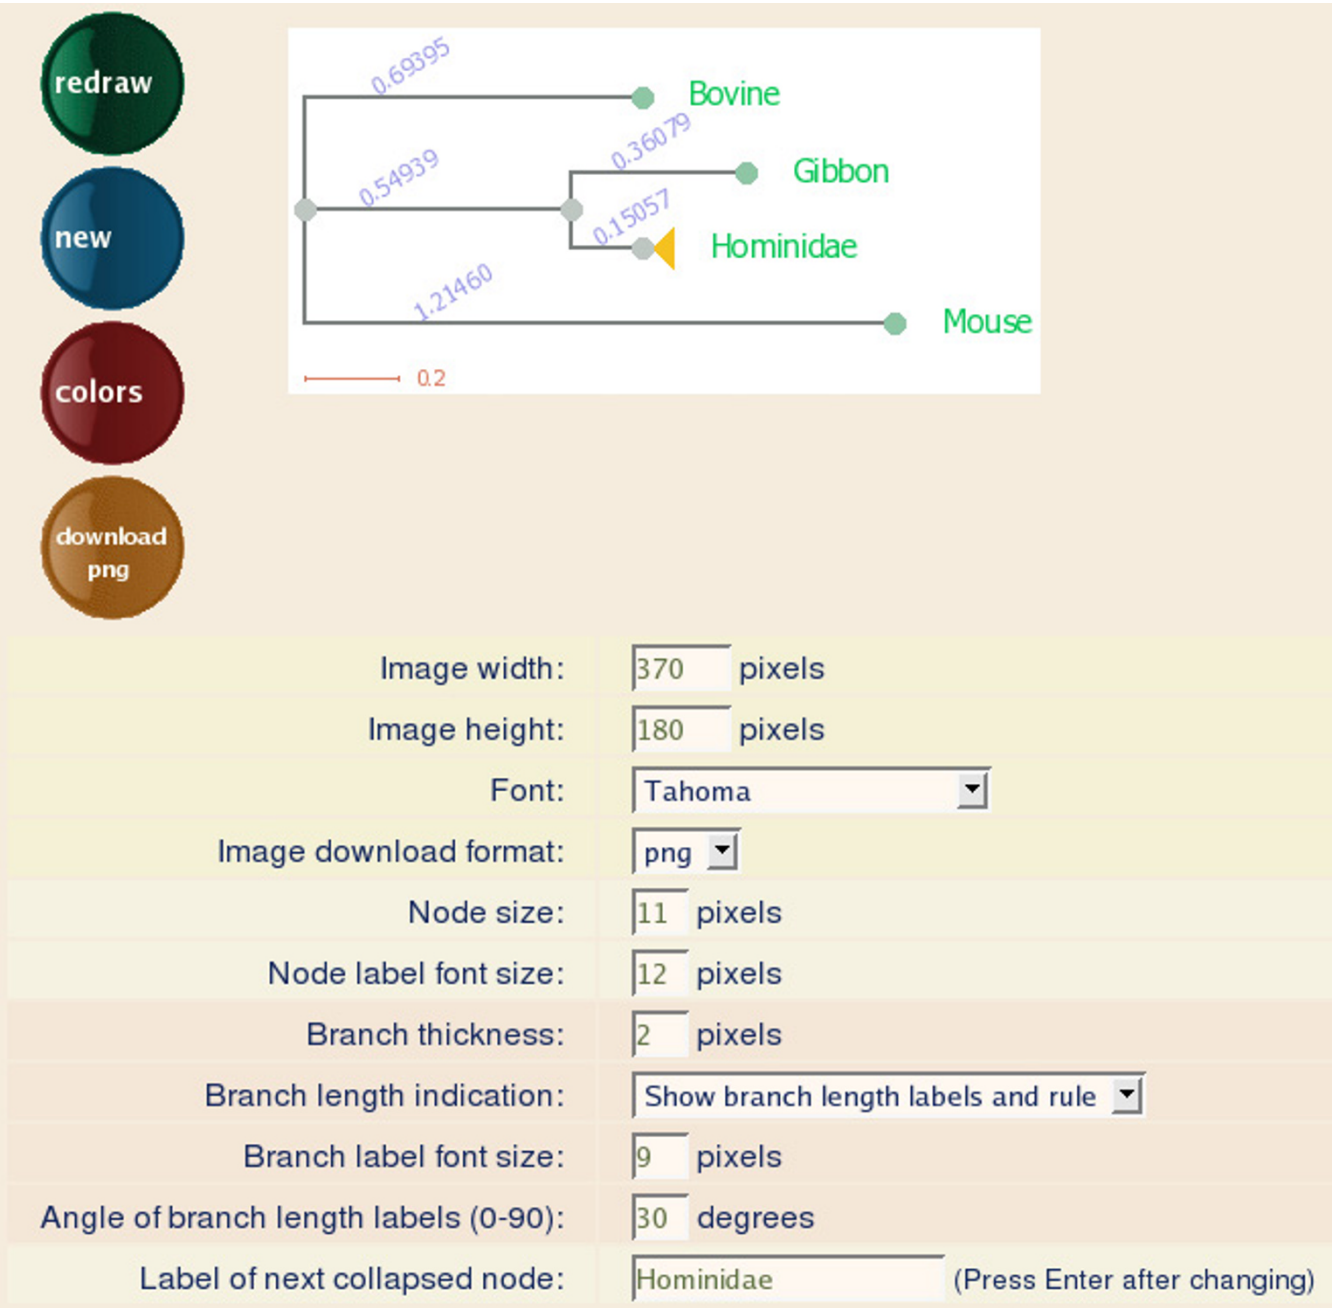 redraw
new
colors
download
png
0.69395
Bovine
0.36079
Gibbon
0.54939
0.15057
Hominidae
1.21460
Mouse
0.2
Image width: 370 pixels
Image height: 180 pixels
Font: Tahoma
Image download format: png
Node size: 11 pixels
Node label font size: 12 pixels
Branch thickness: 2 pixels
Branch length indication: Show branch length labels and rule
Branch label font size: 9 pixels
Angle of branch length labels (0-90): 30 degrees
Label of next collapsed node: Hominidae (Press Enter after changing)